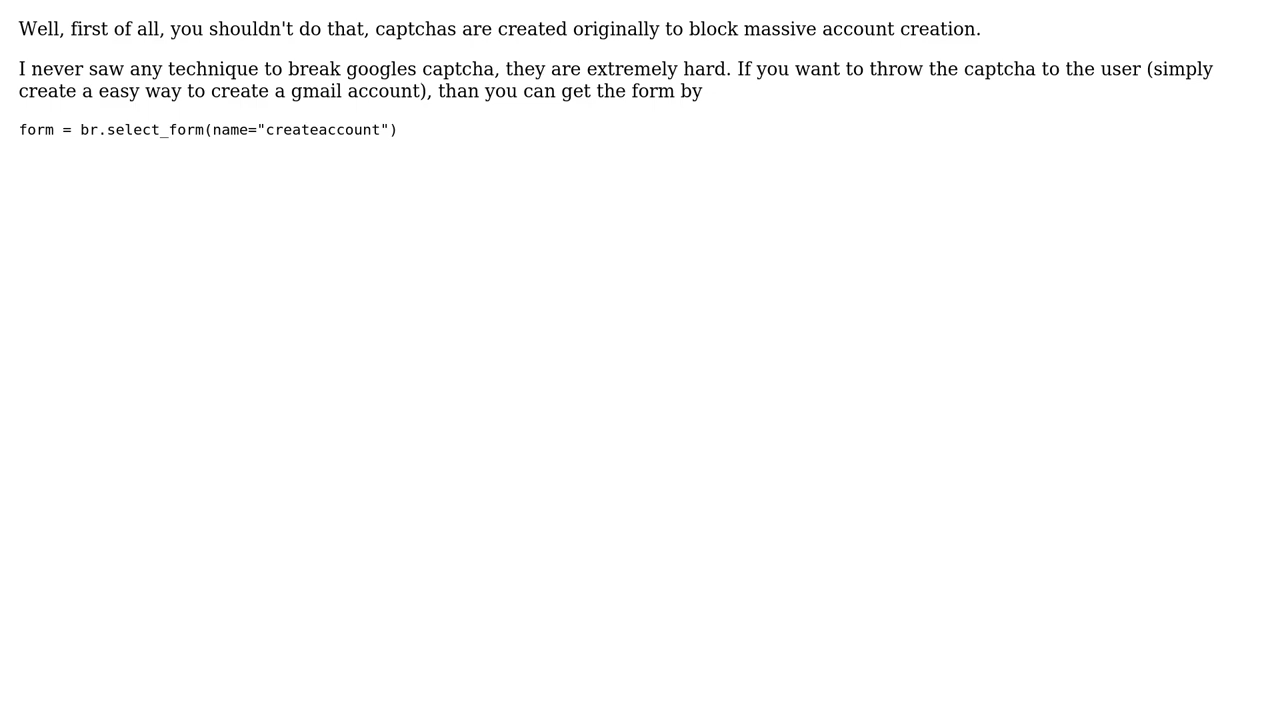 Well, first of all, you shouldn't do that, captchas are created originally to block massive account creation.
I never saw any technique to break googles captcha, they are extremely hard. If you want to throw the captcha to the user (simply
create a easy way to create a gmail account), than you can get the form by
form = br.select_form(name="createaccount")